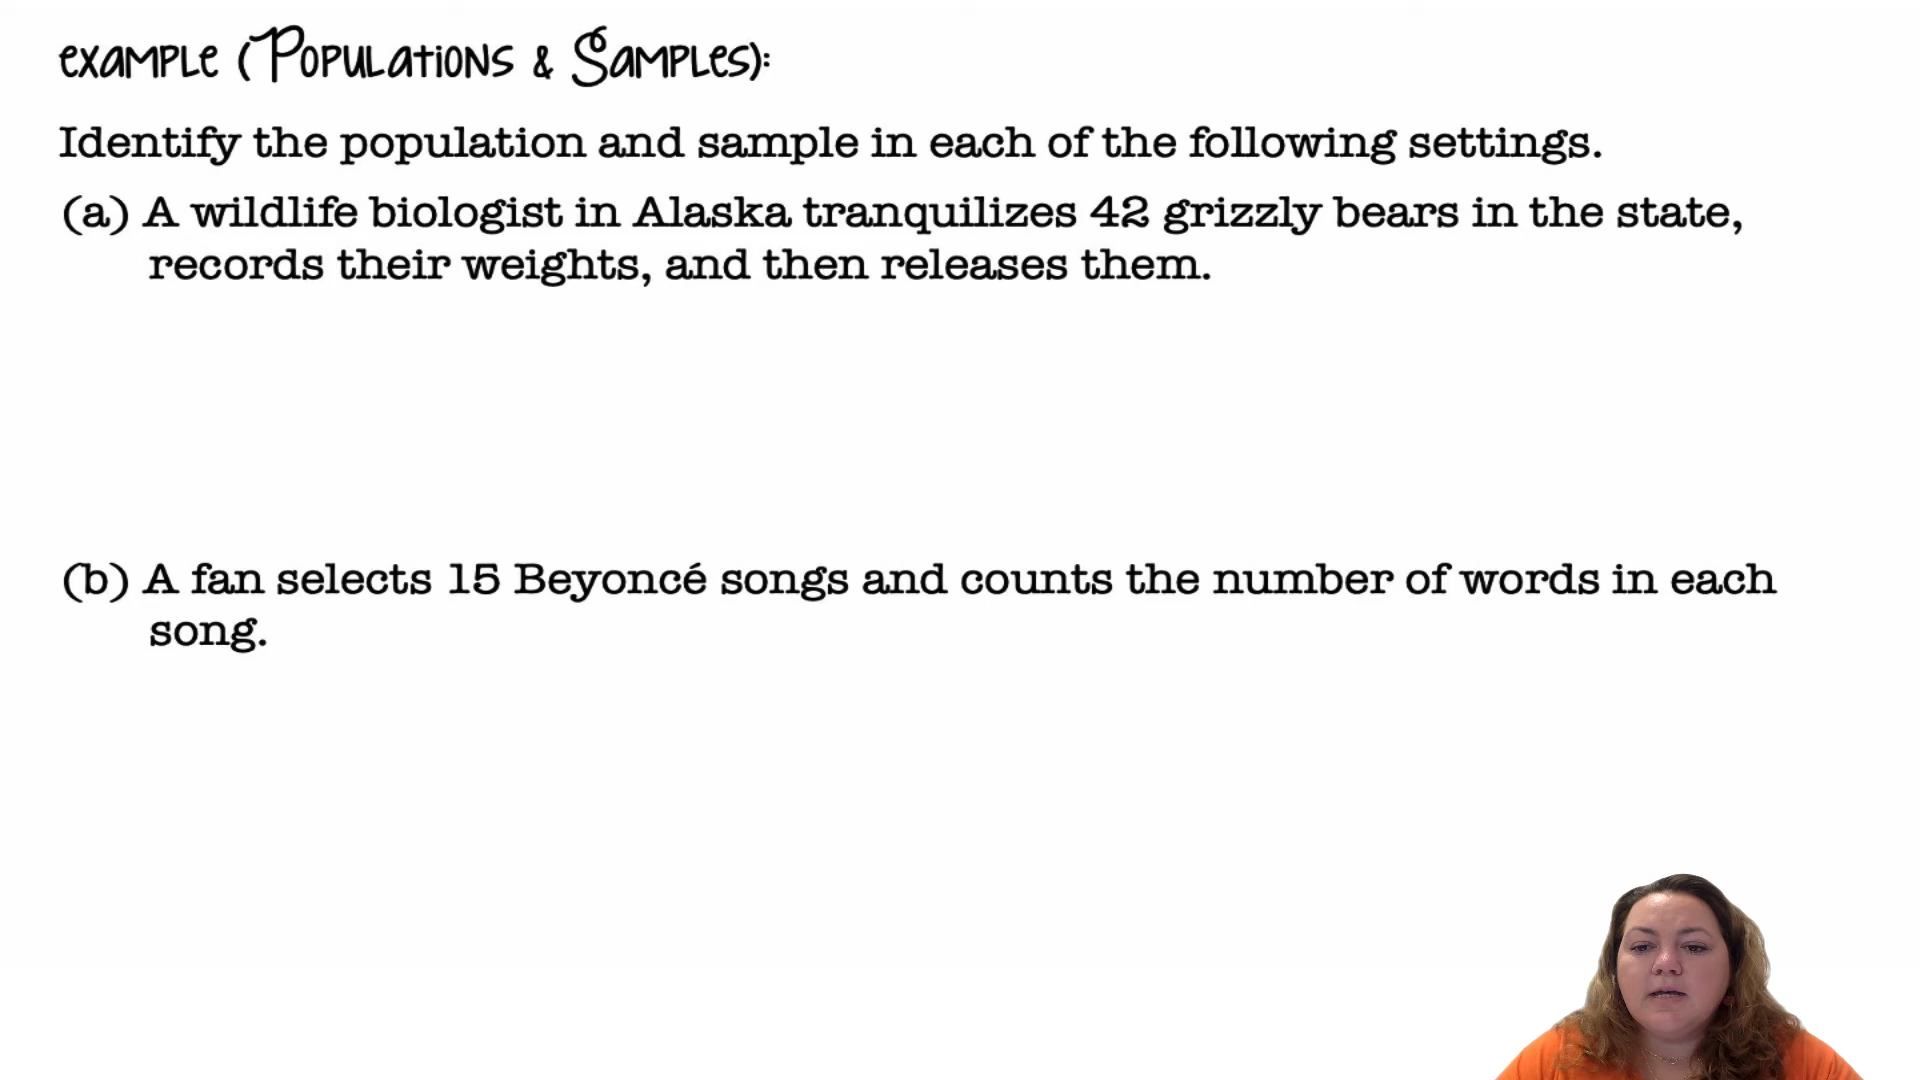 example (Populations & Samples):
Identify the population and sample in each of the following settings.
(a) A wildlife biologist in Alaska tranquilizes 42 grizzly bears in the state,
records their weights, and then releases them.
(b) A fan selects 15 Beyoncé songs and counts the number of words in each
song.